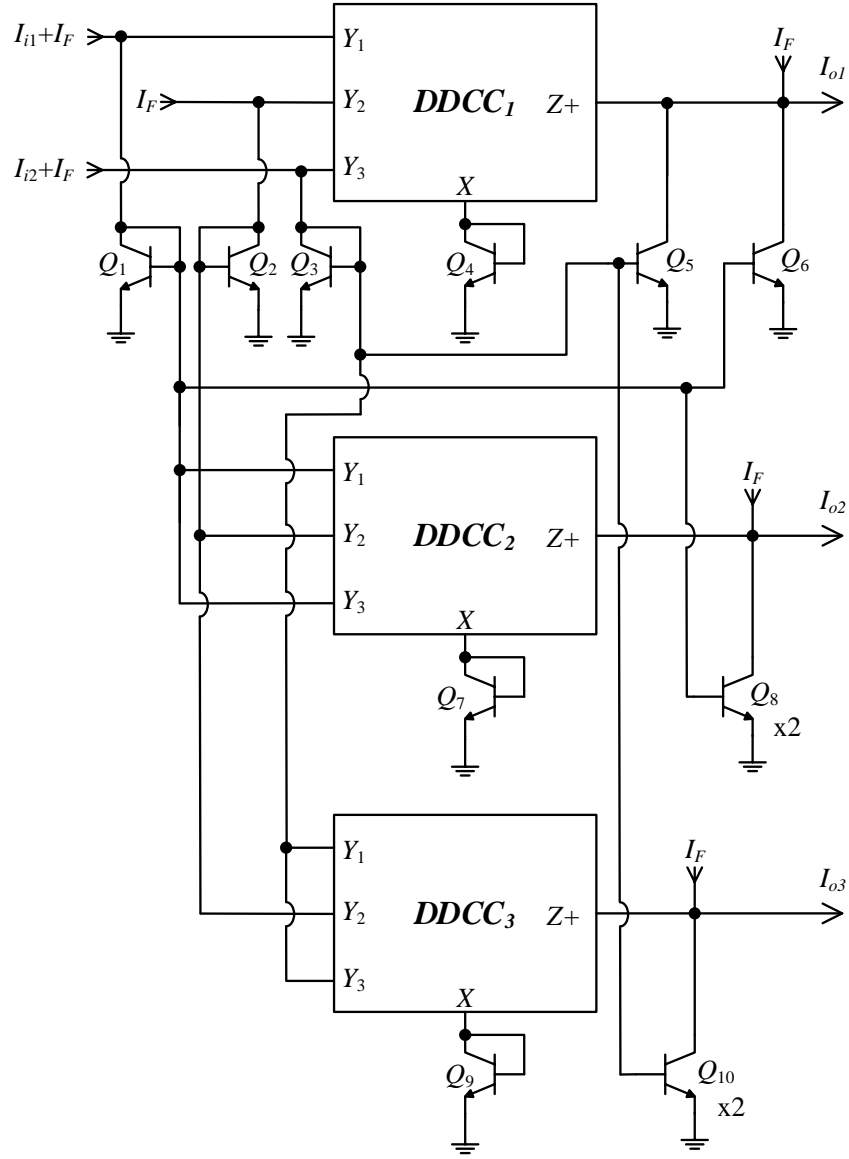 I_F
I_{i1}+I_F
Y_1
I_{o1}
I_F
Y_2
DDCC_1
Z+
I_{i2}+I_F
Y_3
X
Q_1
Q_2
Q_3
Q_4
Q_5
Q_6
Y_1
I_F
I_{o2}
Y_2
DDCC_2
Z+
Y_3
X
Q_7
Q_8
x2
Y_1
I_F
I_{o3}
Y_2
DDCC_3
Z+
Y_3
X
Q_9
Q_{10}
x2